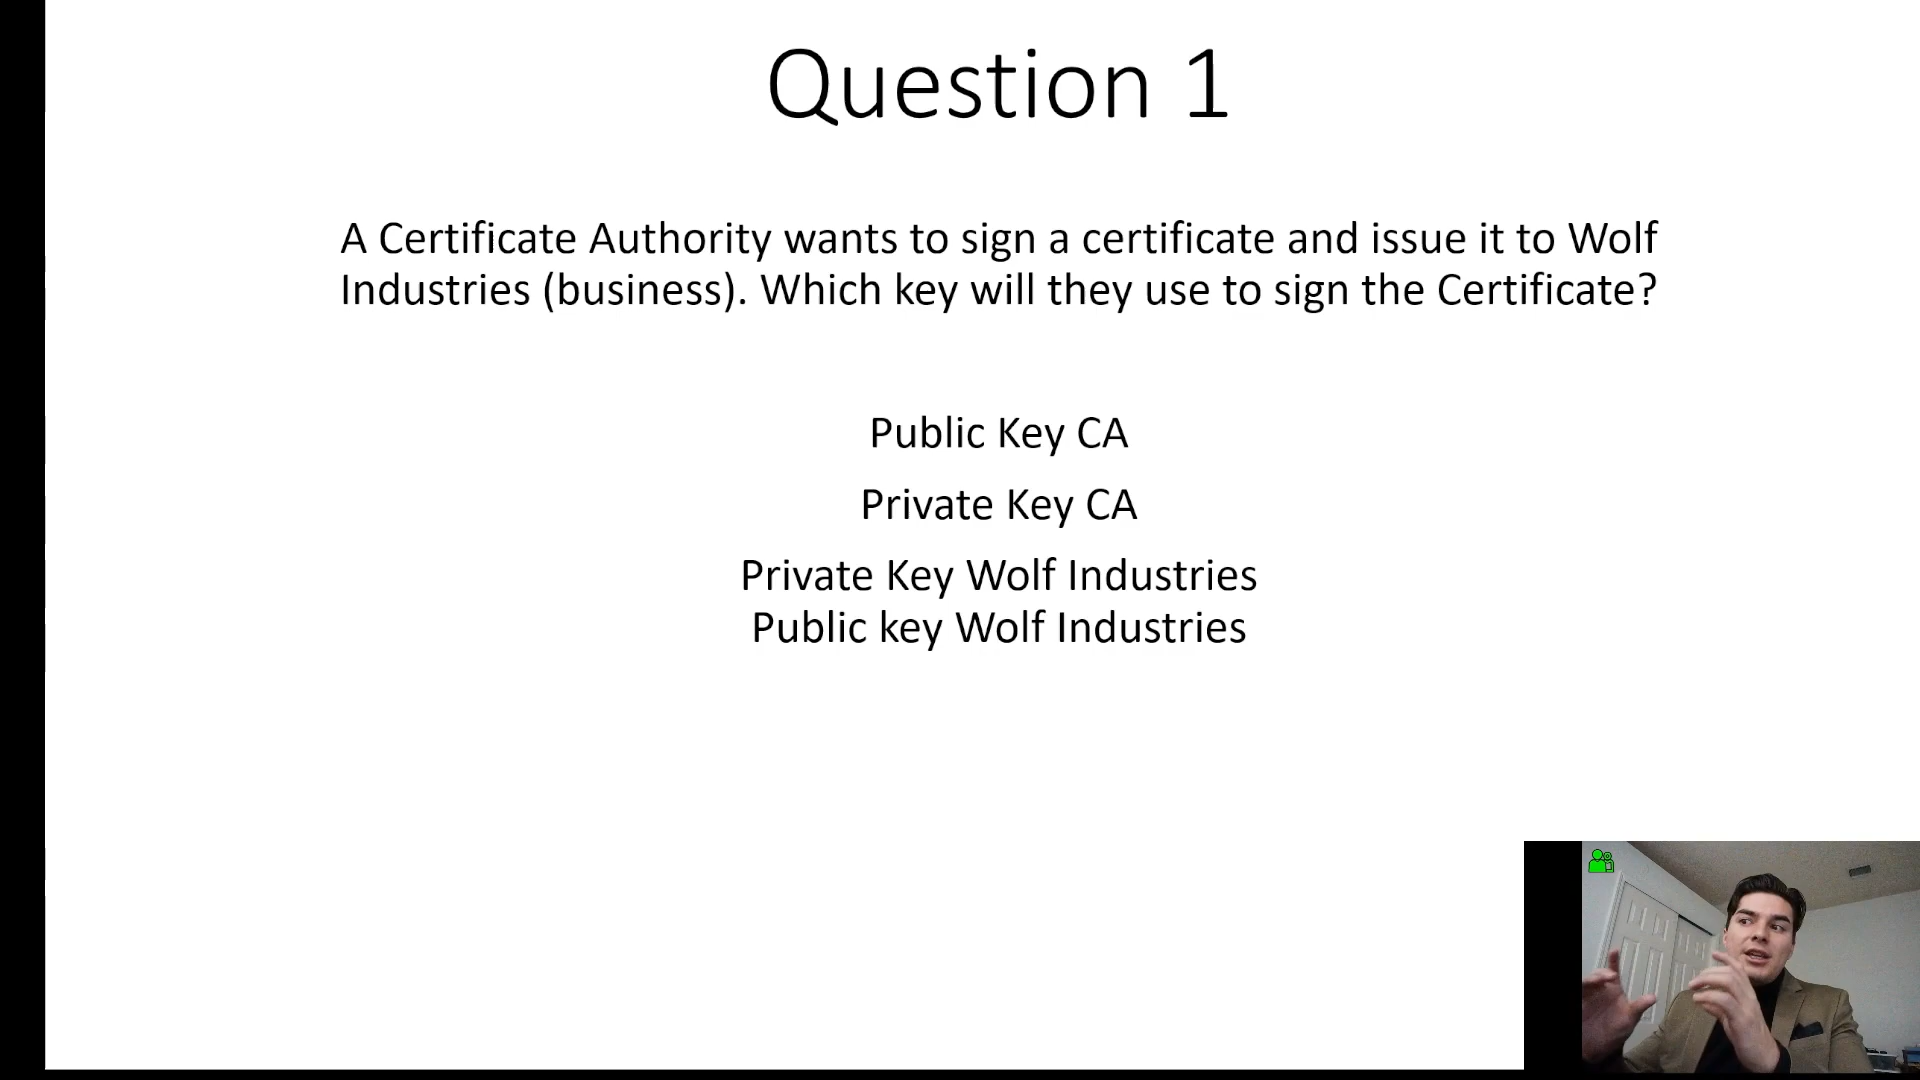 Question 1
A Certificate Authority wants to sign a certificate and issue it to Wolf
Industries (business). Which key will they use to sign the Certificate?
Public Key CA
Private Key CA
Private Key Wolf Industries
Public key Wolf Industries